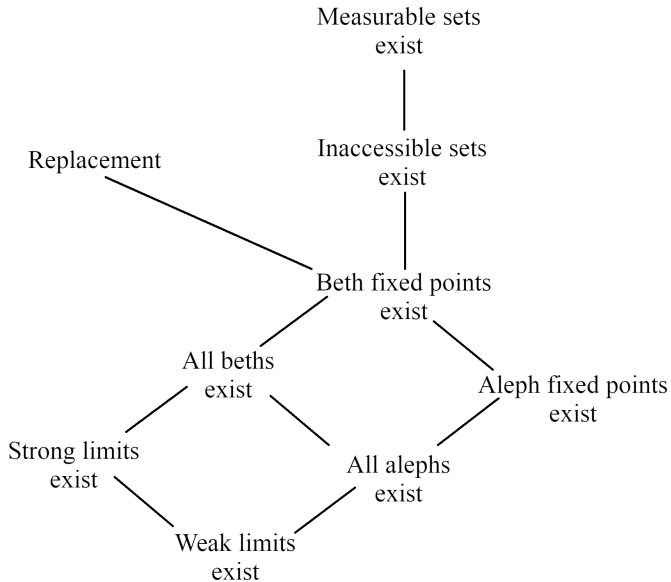 Measurable sets
exist
Inaccessible sets
exist
Replacement
Beth fixed points
exist
All beths
exist
Aleph fixed points
exist
Strong limits
exist
All alephs
exist
Weak limits
exist